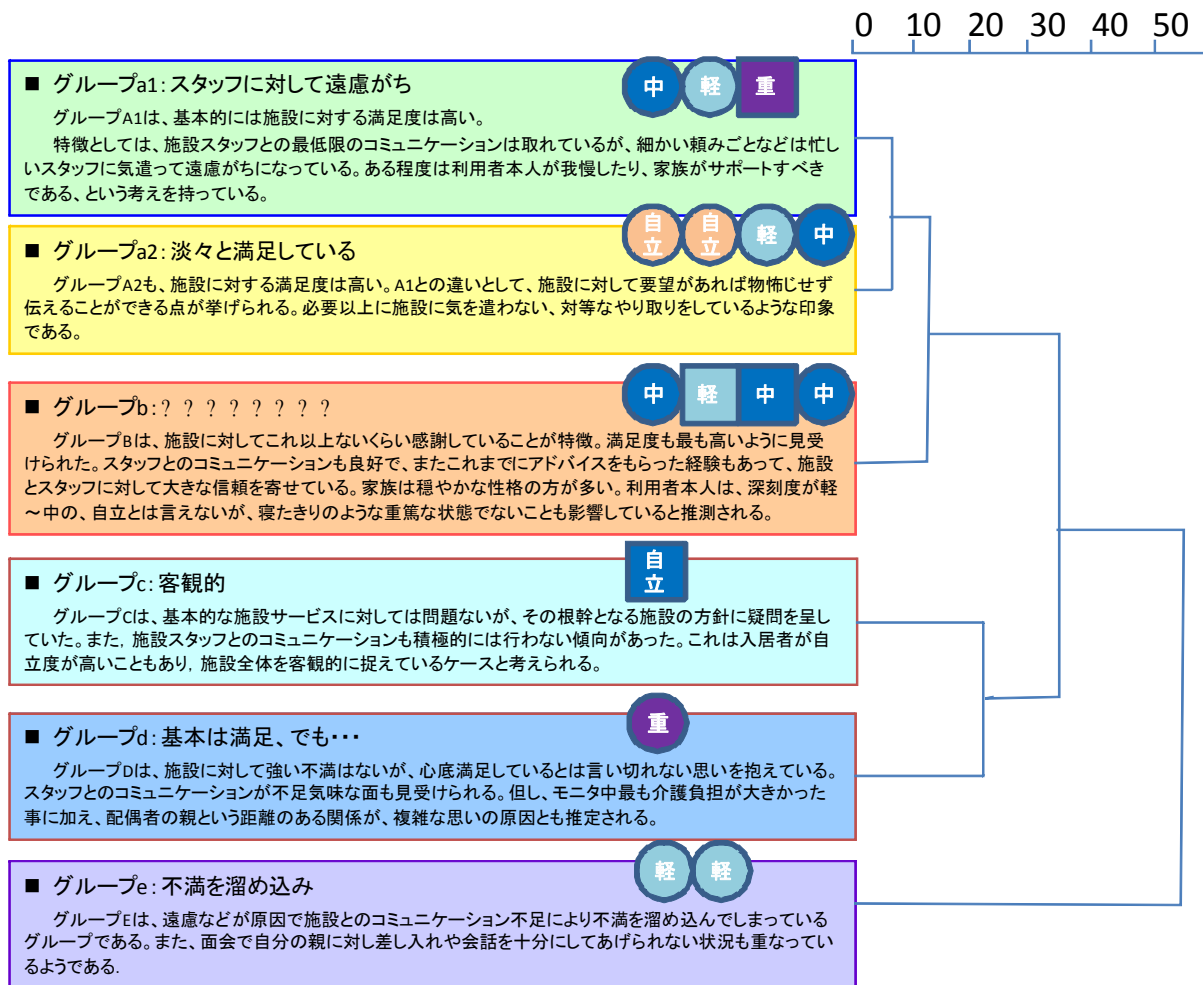 0 10 20 30 40 50
■ グループa1：スタッフに対して遠慮がち
中 軽 重
グループA1は、基本的には施設に対する満足度は高い。
特徴としては、施設スタッフとの最低限のコミュニケーションは取れているが、細かい頼みごとなどは忙し
いスタッフに気遣って遠慮がちになっている。ある程度は利用者本人が我慢したり、家族がサポートすべき
である、という考えを持っている。
■ グループa2：淡々と満足している
自立 自立 軽 中
グループA2も、施設に対する満足度は高い。A1との違いとして、施設に対して要望があれば物怖じせず
伝えることができる点が挙げられる。必要以上に施設に気を遣わない、対等なやり取りをしているような印象
である。
■ グループb：？？？？？？？？
中 軽 中 中
グループBは、施設に対してこれ以上ないくらい感謝していることが特徴。満足度も最も高いように見受
けられた。スタッフとのコミュニケーションも良好で、またこれまでにアドバイスをもらった経験もあって、施設
とスタッフに対して大きな信頼を寄せている。家族は穏やかな性格の方が多い。利用者本人は、深刻度が軽
～中の、自立とは言えないが、寝たきりのような重篤な状態でないことも影響していると推測される。
■ グループc：客観的
自立
グループCは、基本的な施設サービスに対しては問題ないが、その根幹となる施設の方針に疑問を呈し
ていた。また，施設スタッフとのコミュニケーションも積極的には行わない傾向があった。これは入居者が自
立度が高いこともあり，施設全体を客観的に捉えているケースと考えられる。
■ グループd：基本は満足、でも・・・
重
グループDは、施設に対して強い不満はないが、心底満足しているとは言い切れない思いを抱えている。
スタッフとのコミュニケーションが不足気味な面も見受けられる。但し、モニタ中最も介護負担が大きかった
事に加え、配偶者の親という距離のある関係が、複雑な思いの原因とも推定される。
■ グループe：不満を溜め込み
軽 軽
グループEは、遠慮などが原因で施設とのコミュニケーション不足により不満を溜め込んでしまっている
グループである。また、面会で自分の親に対し差し入れや会話を十分にしてあげられない状況も重なってい
るようである.